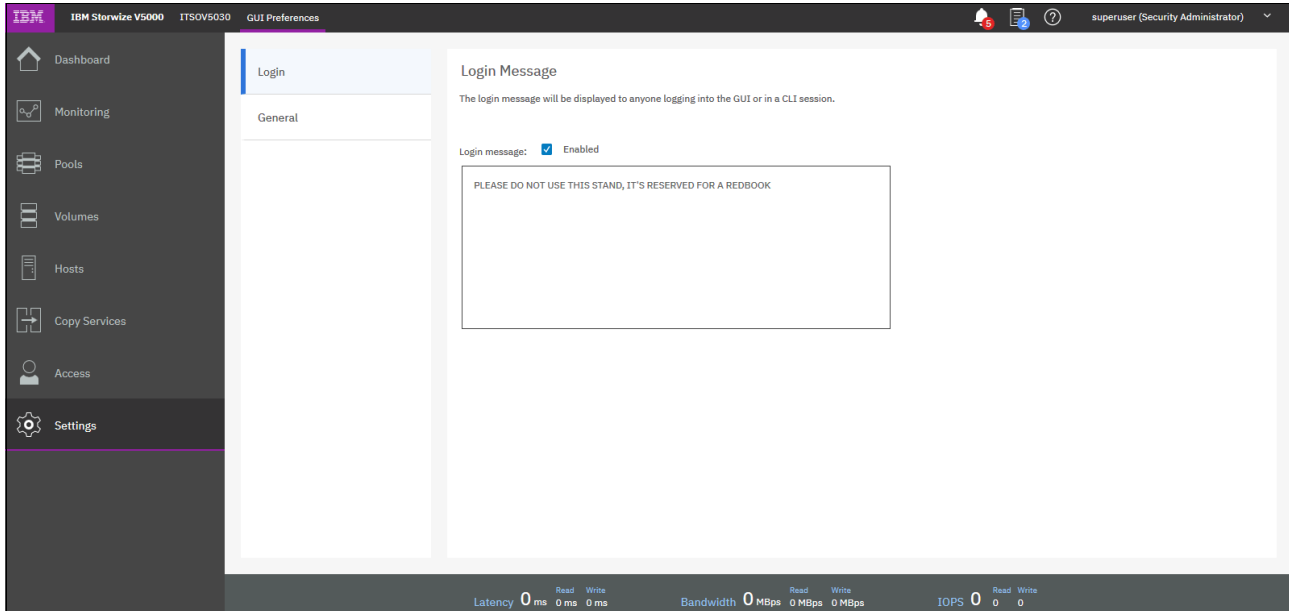 IBM IBM Storwize V5000 ITSOV5030 GUI Preferences 5 2 ? superuser (Security Administrator)
Dashboard
Monitoring
Pools
Volumes
Hosts
Copy Services
Access
Settings
Login
General
Login Message
The login message will be displayed to anyone logging into the GUI or in a CLI session.
Login message: Enabled
PLEASE DO NOT USE THIS STAND, IT'S RESERVED FOR A REDBOOK
Latency 0 ms Read 0 ms Write 0 ms Bandwidth 0 MBps Read 0 MBps Write 0 MBps IOPS 0 Read 0 Write 0